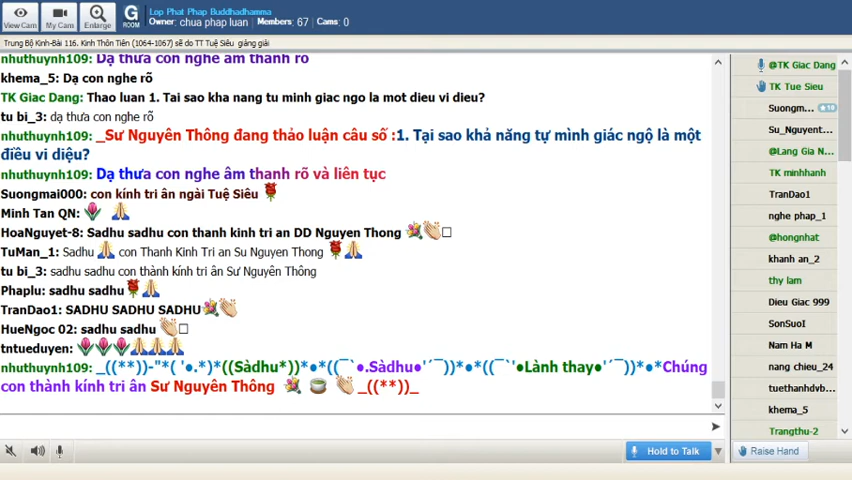 View Cam
My Cam
Enlarge
G
ROOM
Lop Phat Phap Buddhadhamma
Owner: chua phap luan Members: 67 Cams: 0
Trung Bộ Kinh-Bài 116. Kinh Thôn Tiên (1064-1067) sẽ do TT Tuệ Siêu giảng giải
nhuthuynh109: Dạ thưa con nghe âm thanh rõ
khema_5: Dạ con nghe rõ
TK Giac Dang: Thao luan 1. Tai sao kha nang tu minh giac ngo la mot dieu vi dieu?
tu bi_3: dạ thưa con nghe rõ
nhuthuynh109: _Sư Nguyên Thông đang thảo luận câu số :1. Tại sao khả năng tự mình giác ngộ là một
điều vi diệu?
nhuthuynh109: Dạ thưa con nghe âm thanh rõ và liên tục
Suongmai000: con kính tri ân ngài Tuệ Siêu
Minh Tan QN:
HoaNguyet-8: Sadhu sadhu con thanh kinh tri an DD Nguyen Thong
TuMan_1: Sadhu con Thanh Kinh Tri an Su Nguyen Thong
tu bi_3: sadhu sadhu con thành kính tri ân Sư Nguyên Thông
Phaplu: sadhu sadhu
TranDao1: SADHU SADHU SADHU
HueNgoc 02: sadhu sadhu
tntueduyen:
nhuthuynh109: _((**))-"*( '●.*)*((Sàdhu*))*●*((¯`●.Sàdhu●'´¯))*●*((¯`'●Lành thay●'´¯))*●*Chúng
con thành kính tri ân Sư Nguyên Thông _((**))_
Hold to Talk
@TK Giac Dang
TK Tue Sieu
Suongm...
Su_Nguyent...
@Lang Gia N...
TK minhhanh
TranDao1
nghe phap_1
@hongnhat
khanh an_2
thy lam
Dieu Giac 999
SonSuoI
Nam Ha M
nang chieu_24
tuethanhdvb...
khema_5
Trangthu-2
Raise Hand